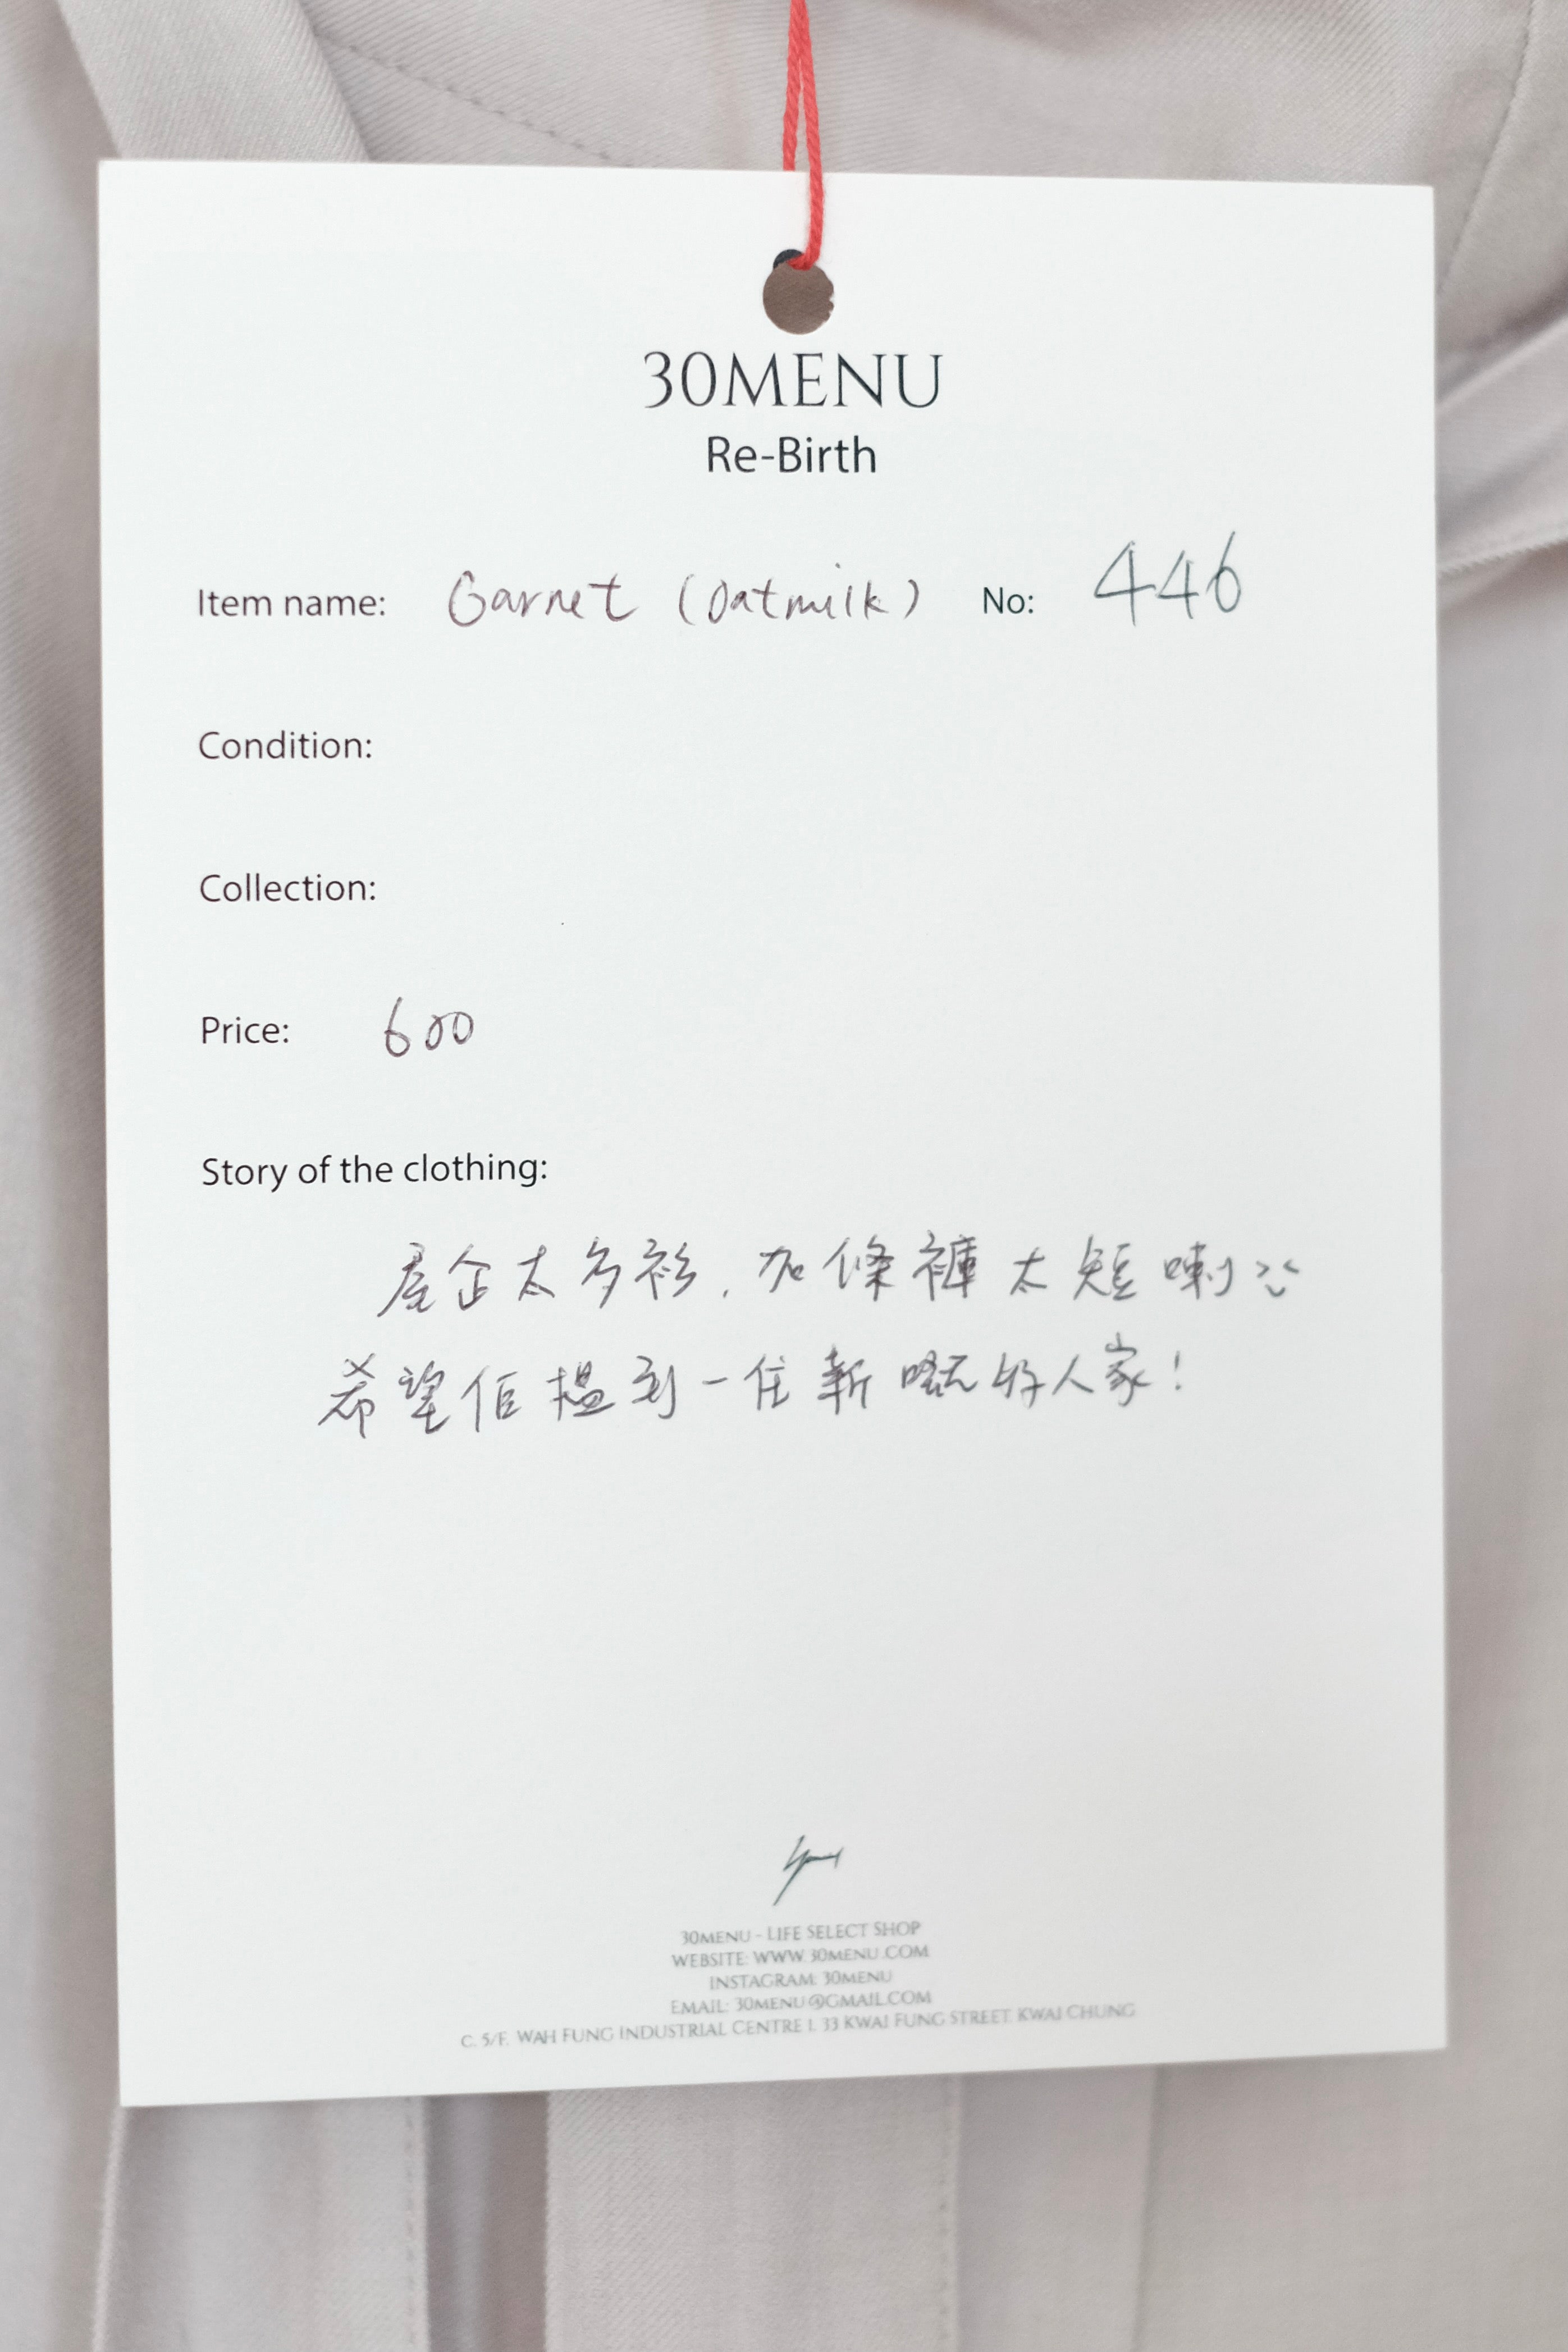 30MENU
Re-Birth
Item name: Garnet (Oatmilk) No: 446
Condition:
Collection:
Price: 600
Story of the clothing:
屋企太多衫, 加條褲太短喇
希望佢搵到一住新嘅好人家!
30MENU - LIFE SELECT SHOP
WEBSITE: WWW.30MENU.COM
INSTAGRAM: 30MENU
EMAIL: 30MENU@GMAIL.COM
C. 5/F. WAH FUNG INDUSTRIAL CENTRE I. 33 KWAI FUNG STREET. KWAI CHUNG